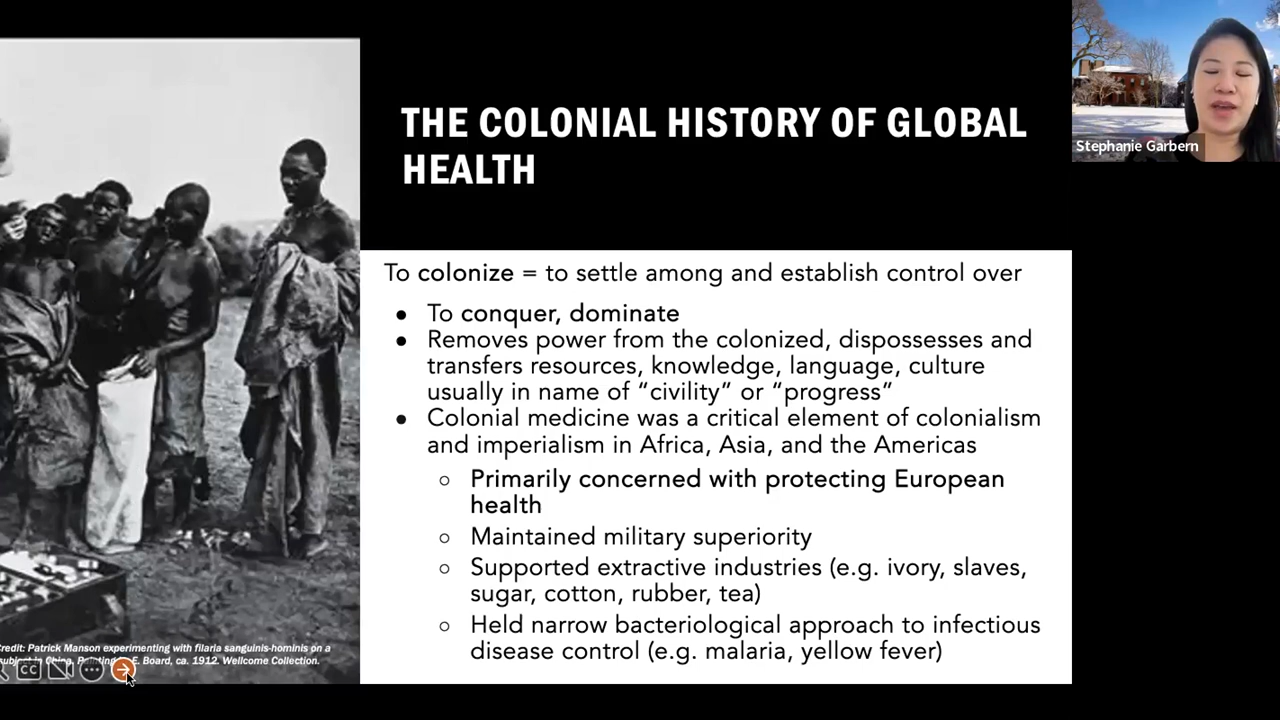 THE COLONIAL HISTORY OF GLOBAL
HEALTH
Stephanie Garbern
To colonize = to settle among and establish control over
● To conquer, dominate
● Removes power from the colonized, dispossesses and
transfers resources, knowledge, language, culture
usually in name of “civility” or “progress”
● Colonial medicine was a critical element of colonialism
and imperialism in Africa, Asia, and the Americas
○ Primarily concerned with protecting European
health
○ Maintained military superiority
○ Supported extractive industries (e.g. ivory, slaves,
sugar, cotton, rubber, tea)
○ Held narrow bacteriological approach to infectious
disease control (e.g. malaria, yellow fever)
Credit: Patrick Manson experimenting with filaria sanguinis-hominis on a
in China. Painting E. Board, ca. 1912. Wellcome Collection.
CC